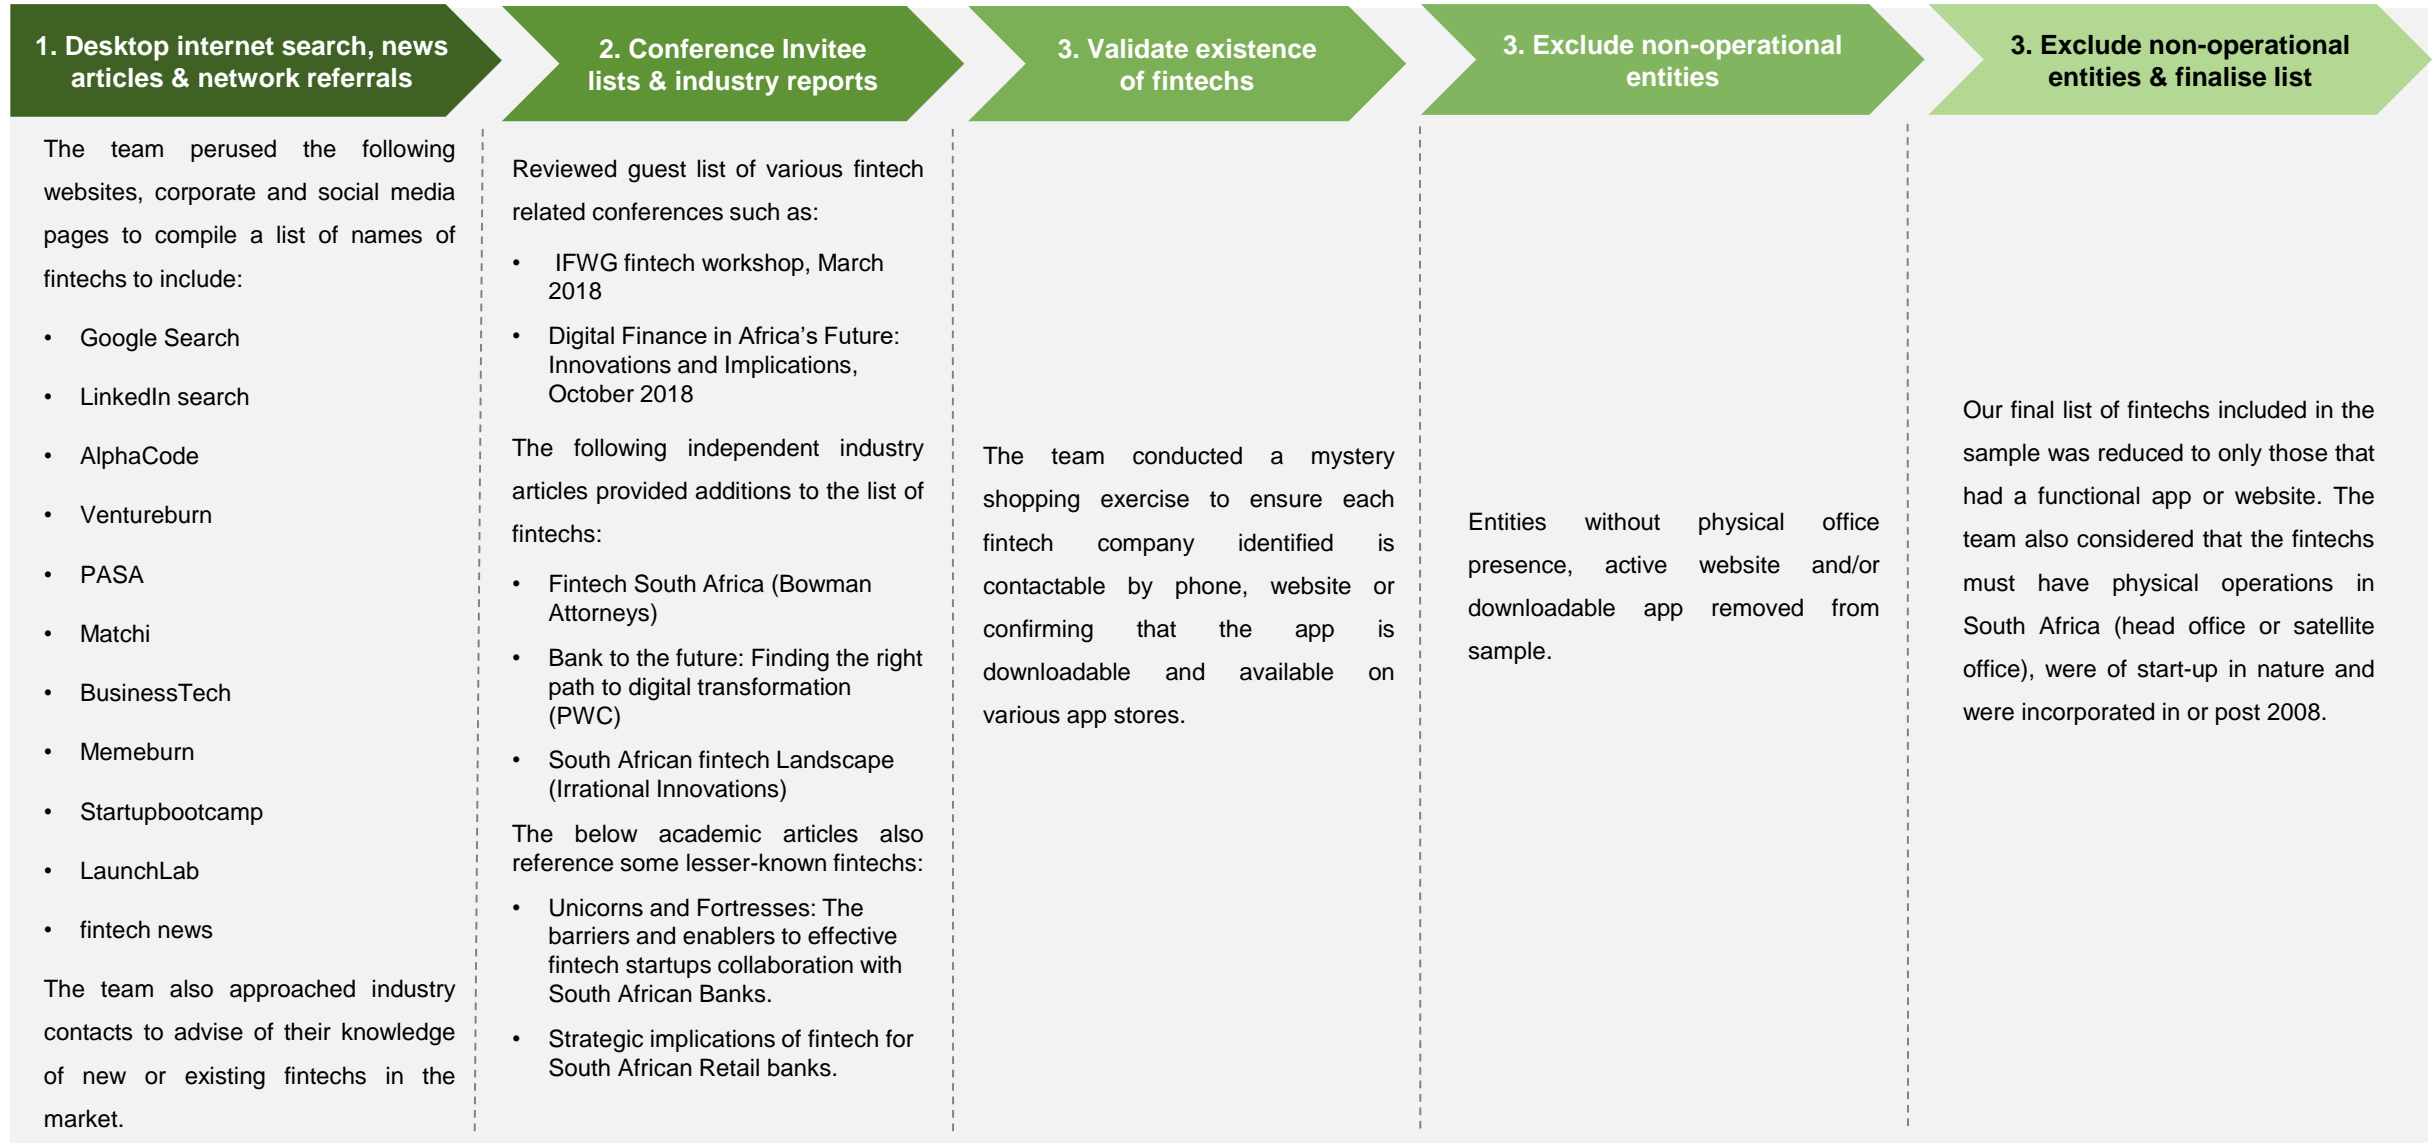 1. Desktop internet search, news
articles & network referrals
The team perused the following
websites, corporate and social media
pages to compile a list of names of
fintechs to include:
• Google Search
• LinkedIn search
• AlphaCode
• Ventureburn
• PASA
• Matchi
• BusinessTech
• Memeburn
• Startupbootcamp
• LaunchLab
• fintech news
The team also approached industry
contacts to advise of their knowledge
of new or existing fintechs in the
market.
2. Conference Invitee
lists & industry reports
Reviewed guest list of various fintech
related conferences such as:
• IFWG fintech workshop, March
2018
• Digital Finance in Africa’s Future:
Innovations and Implications,
October 2018
The following independent industry
articles provided additions to the list of
fintechs:
• Fintech South Africa (Bowman
Attorneys)
• Bank to the future: Finding the right
path to digital transformation
(PWC)
• South African fintech Landscape
(Irrational Innovations)
The below academic articles also
reference some lesser-known fintechs:
• Unicorns and Fortresses: The
barriers and enablers to effective
fintech startups collaboration with
South African Banks.
• Strategic implications of fintech for
South African Retail banks.
3. Validate existence
of fintechs
The team conducted a mystery
shopping exercise to ensure each
fintech company identified is
contactable by phone, website or
confirming that the app is
downloadable and available on
various app stores.
3. Exclude non-operational
entities
Entities without physical office
presence, active website and/or
downloadable app removed from
sample.
3. Exclude non-operational
entities & finalise list
Our final list of fintechs included in the
sample was reduced to only those that
had a functional app or website. The
team also considered that the fintechs
must have physical operations in
South Africa (head office or satellite
office), were of start-up in nature and
were incorporated in or post 2008.